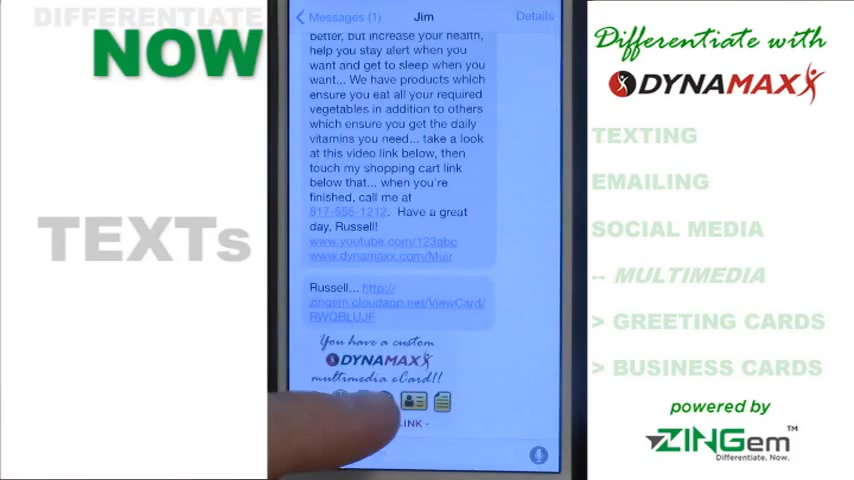 DIFFERENTIATE
NOW
TEXTs
Messages (1)
Jim
Details
better, but increase your health,
help you stay alert when you
want and get to sleep when you
want... We have products which
ensure you eat all your required
vegetables in addition to others
which ensure you get the daily
vitamins you need... take a look
at this video link below, then
touch my shopping cart link
below that... when you're
finished, call me at
817-555-1212. Have a great
day, Russell!
www.youtube.com/123abc
www.dynamaxx.com/Muir
Russell... http://
zingem.cloudapp.net/ViewCard/
RWQBLUJF
You have a custom
DYNAMAXX
multimedia eCard!!
LINK -
Differentiate with
DYNAMAXX
TEXTING
EMAILING
SOCIAL MEDIA
-- MULTIMEDIA
> GREETING CARDS
> BUSINESS CARDS
powered by
ZINGem™
Differentiate. Now.